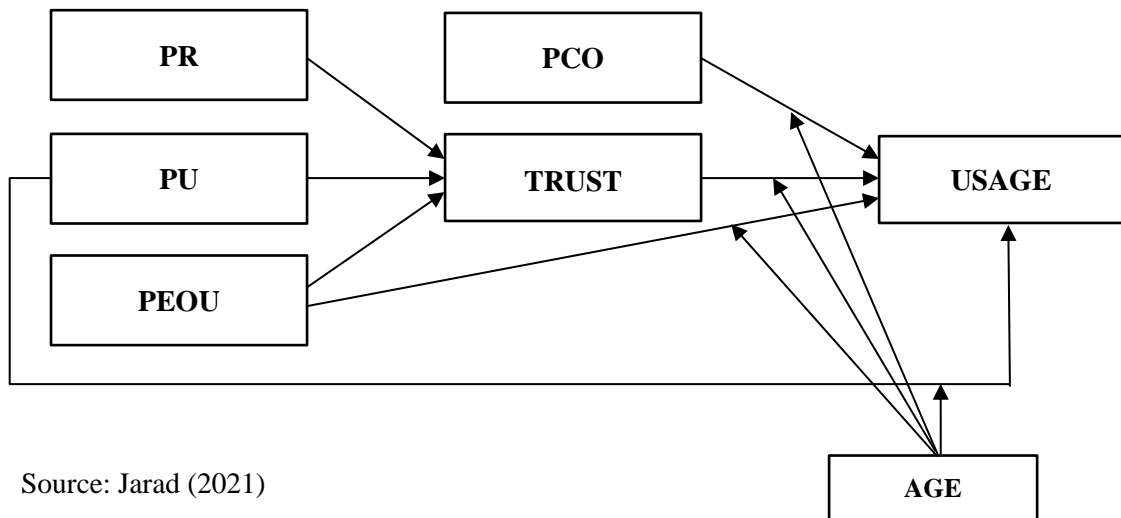 PR
PCO
PU
TRUST
USAGE
PEOU
Source: Jarad (2021)
AGE